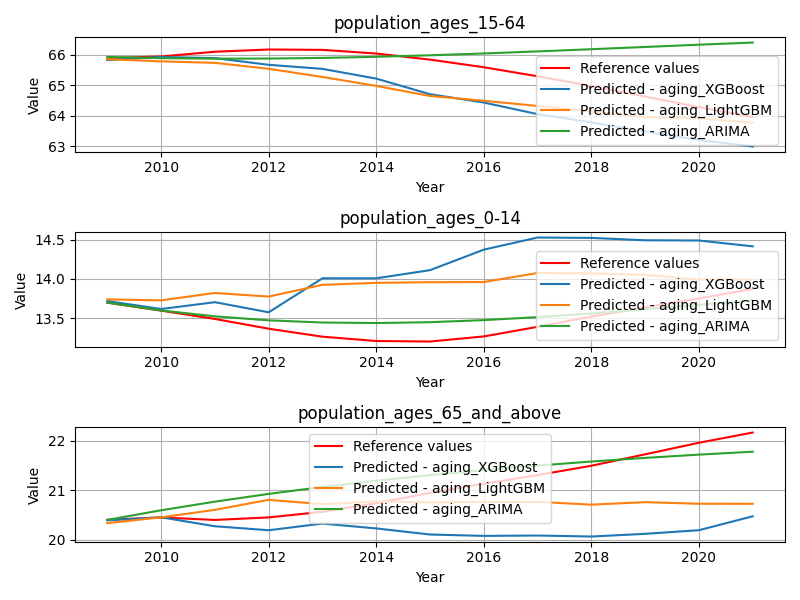 population_ages_15-64
66
65
64
63
Value
Reference values
Predicted - aging_XGBoost
Predicted - aging_LightGBM
Predicted - aging_ARIMA
2010 2012 2014 2016 2018 2020
Year
population_ages_0-14
14.5
14.0
13.5
Value
Reference values
Predicted - aging_XGBoost
Predicted - aging_LightGBM
Predicted - aging_ARIMA
2010 2012 2014 2016 2018 2020
Year
population_ages_65_and_above
22
21
20
Value
Reference values
Predicted - aging_XGBoost
Predicted - aging_LightGBM
Predicted - aging_ARIMA
2010 2012 2014 2016 2018 2020
Year